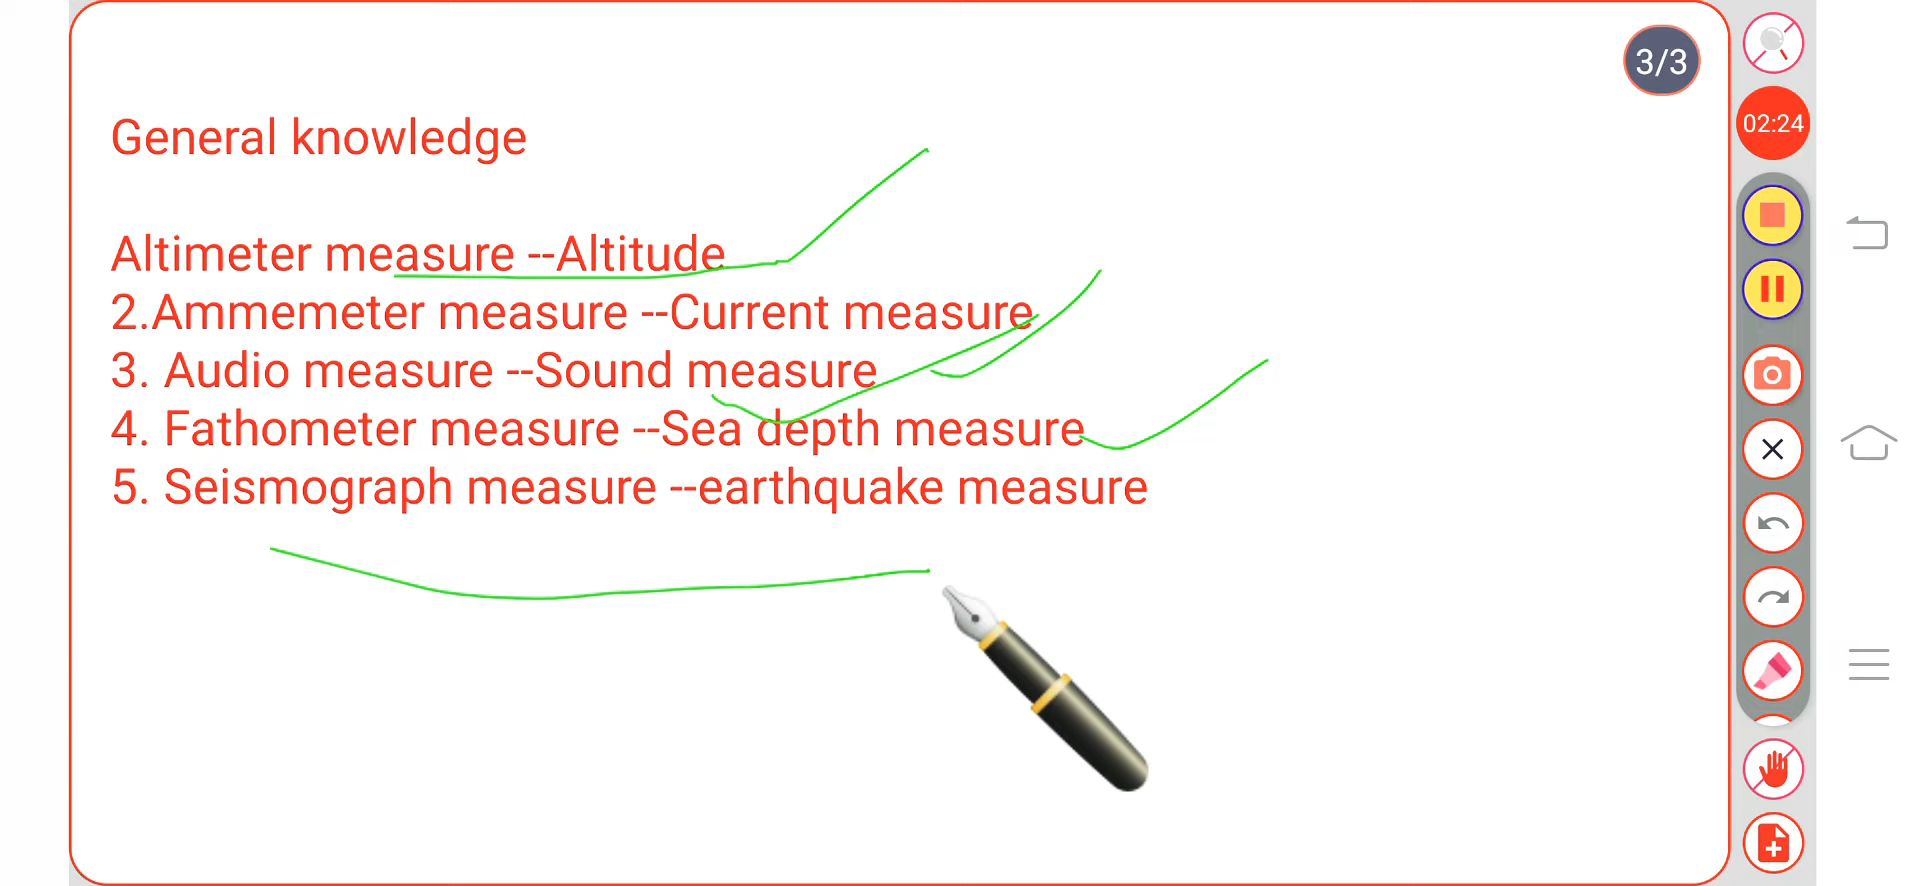 3/3
02:24
General knowledge
Altimeter measure --Altitude
2.Ammemeter measure --Current measure
3. Audio measure --Sound measure
4. Fathometer measure --Sea depth measure
5. Seismograph measure --earthquake measure